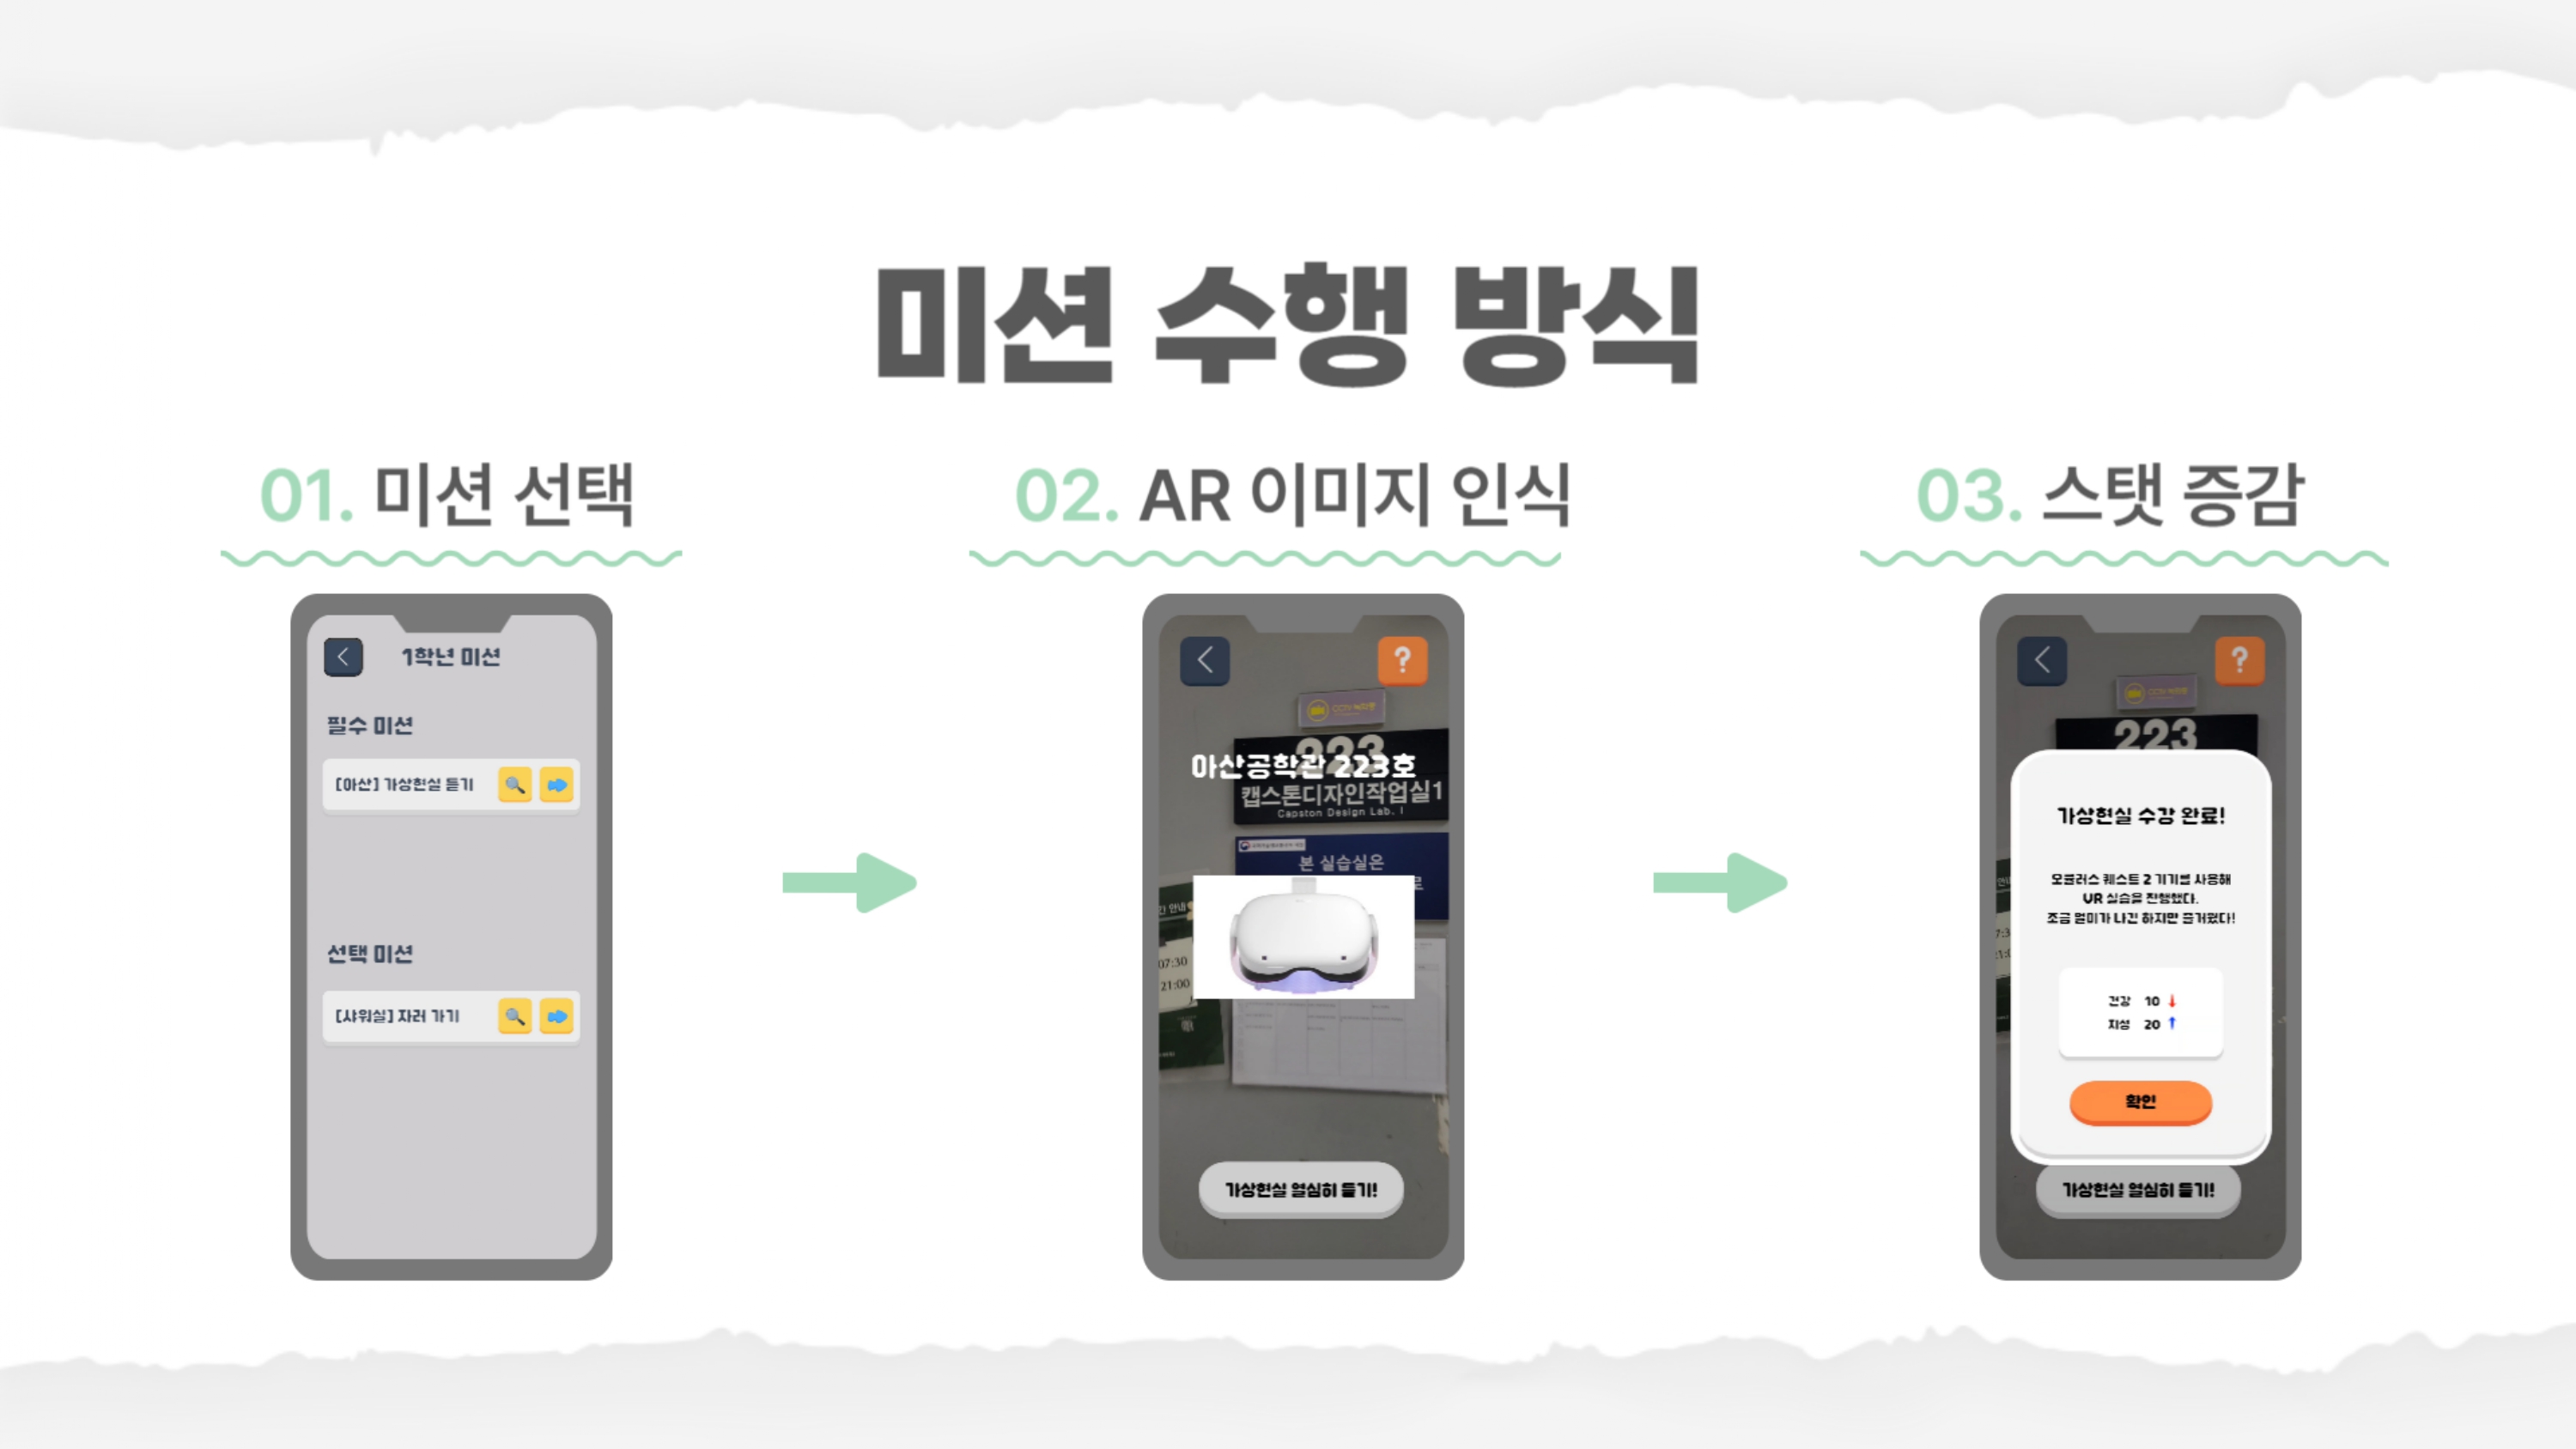 미션 수행 방식
01. 미션 선택
02. AR 이미지 인식
03. 스탯 증감
1학년 미션
필수 미션
[아산] 가상현실 듣기
선택 미션
[샤워실] 자러 가기
?
223
아산공학관 223호
캡스톤디자인작업실1
Capston Design Lab. I
본 실습실은
07:30
21:00
가상현실 열심히 듣기!
?
223
가상현실 수강 완료!
오큘러스 퀘스트 2 기기를 사용해
VR 실습을 진행했다.
조금 멀미가 나긴 하지만 즐거웠다!
건강 10 ↓
지성 20 ↑
확인
가상현실 열심히 듣기!